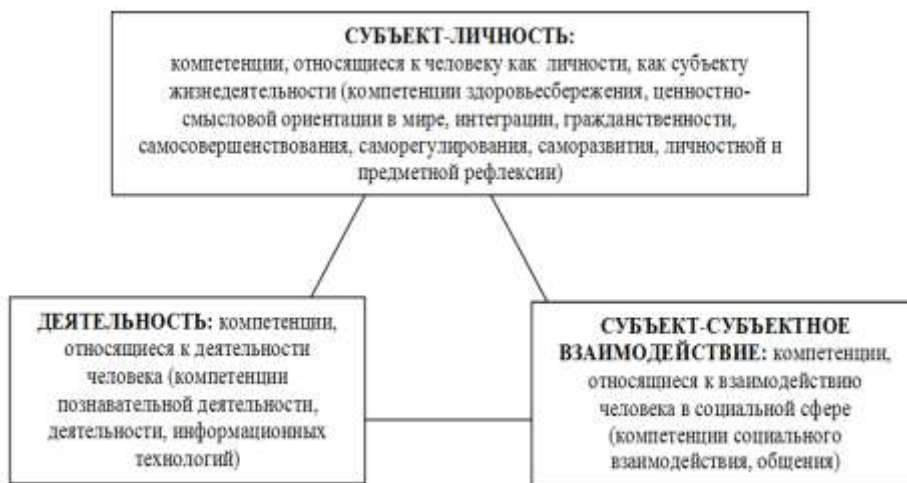 СУБЪЕКТ-ЛИЧНОСТЬ:
компетенции, относящиеся к человеку как личности, как субъекту
жизнедеятельности (компетенции здоровьесбережения, ценностно-
смысловой ориентации в мире, интеграции, гражданственности,
самосовершенствования, саморегулирования, саморазвития, личностной и
предметной рефлексии)
ДЕЯТЕЛЬНОСТЬ: компетенции,
относящиеся к деятельности
человека (компетенции
познавательной деятельности,
деятельности, информационных
технологий)
СУБЪЕКТ-СУБЪЕКТНОЕ
ВЗАИМОДЕЙСТВИЕ: компетенции,
относящиеся к взаимодействию
человека в социальной сфере
(компетенции социального
взаимодействия, общения)